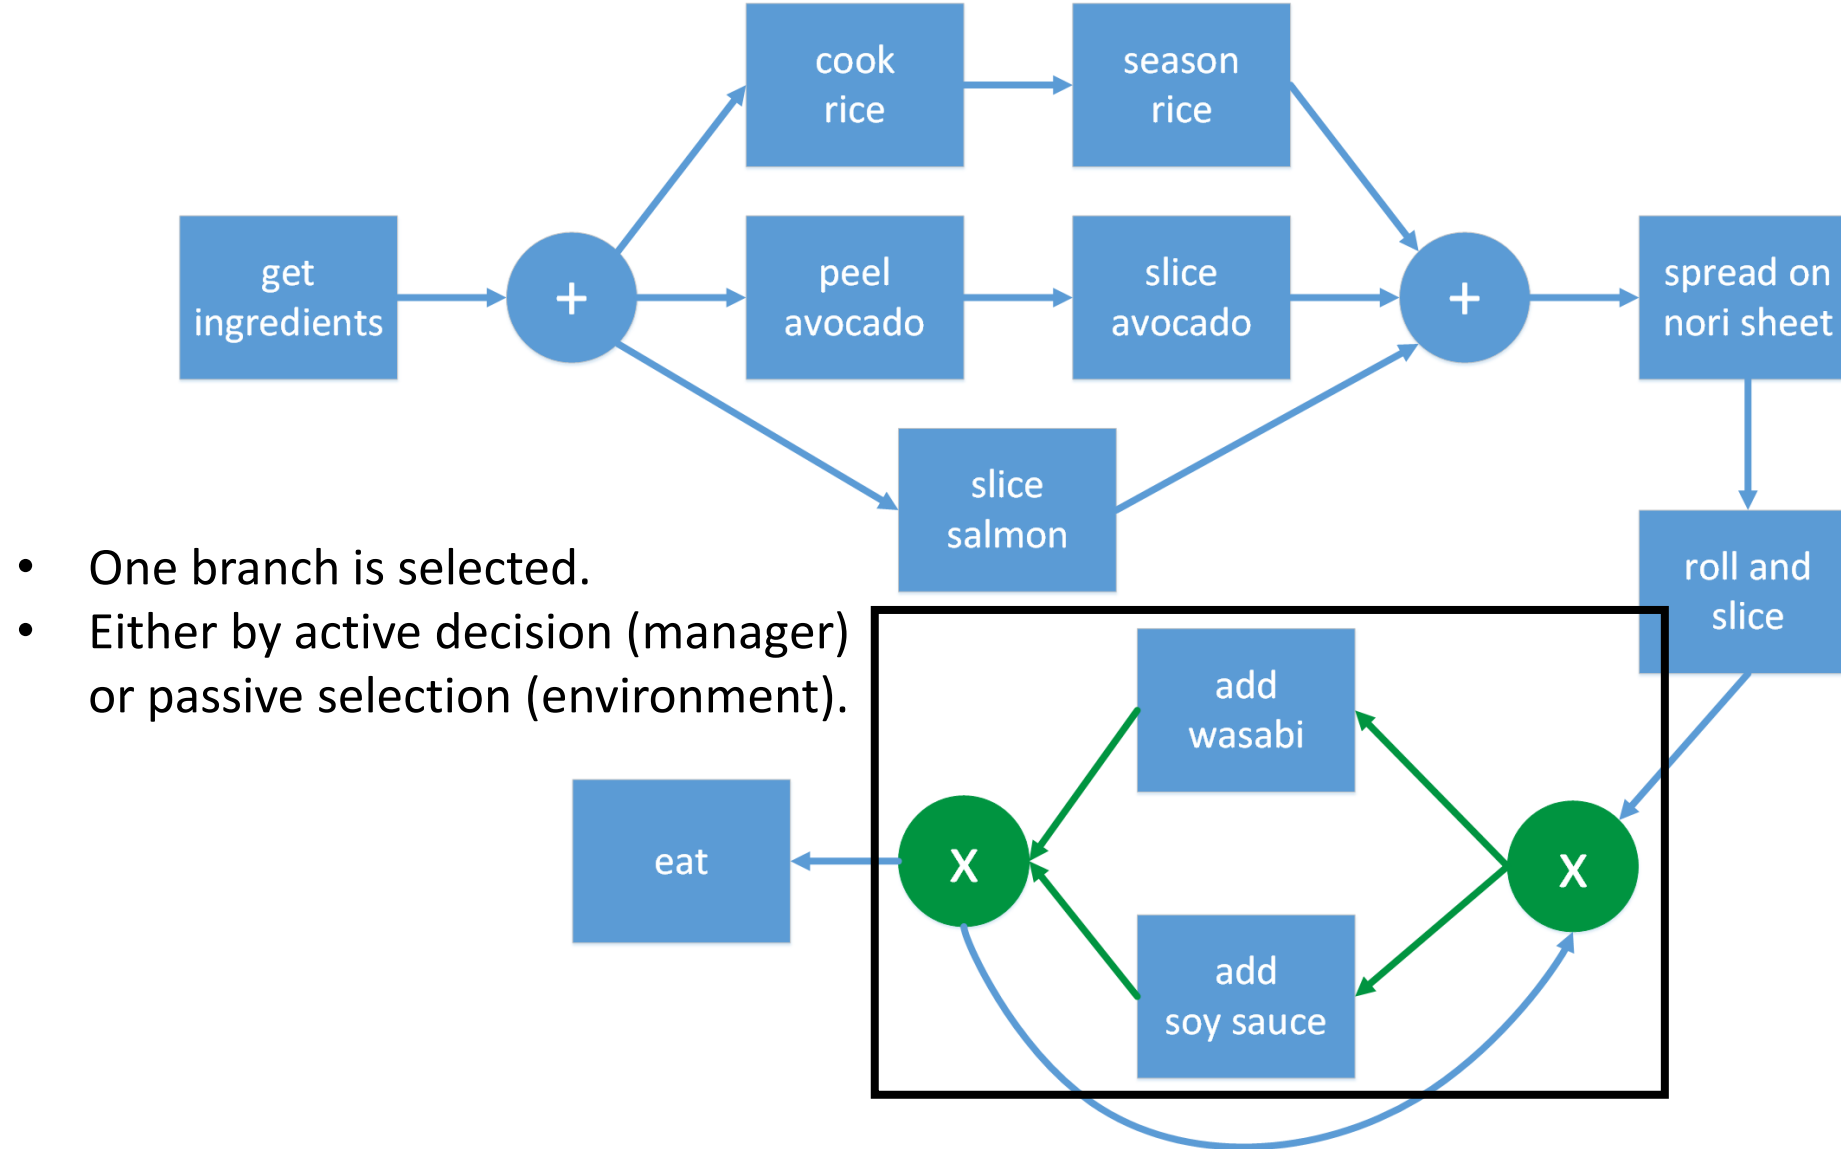 cook
rice
season
rice
get
ingredients
+
peel
avocado
slice
avocado
+
spread on
nori sheet
slice
salmon
roll and
slice
• One branch is selected.
• Either by active decision (manager)
or passive selection (environment).
add
wasabi
eat
X
X
add
soy sauce